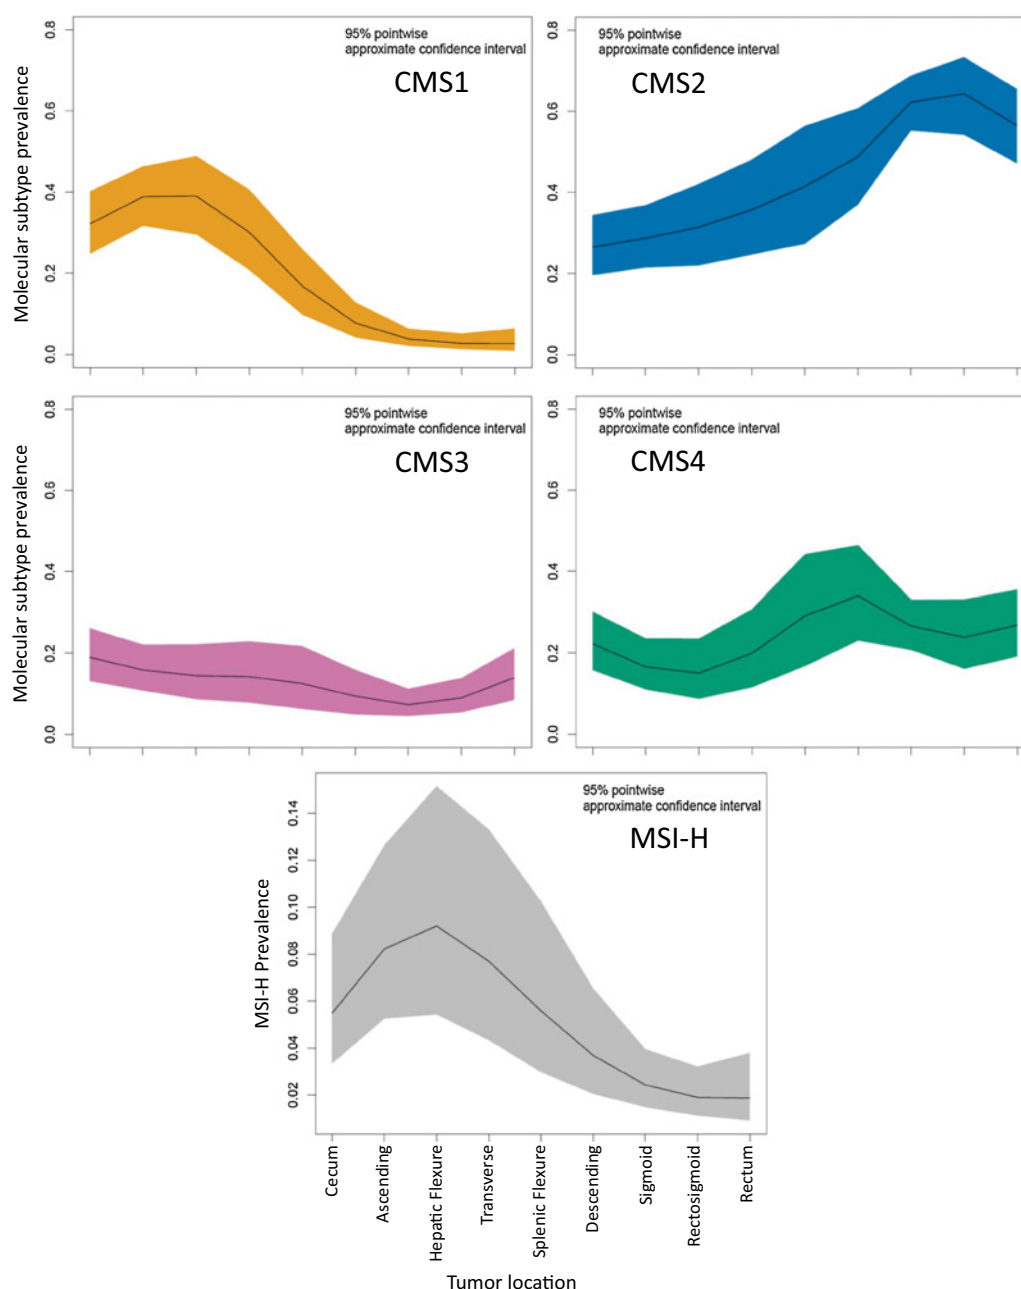 95% pointwise
approximate confidence interval
CMS1
Molecular subtype prevalence
0.8
0.6
0.4
0.2
0.0
95% pointwise
approximate confidence interval
CMS2
0.8
0.6
0.4
0.2
0.0
95% pointwise
approximate confidence interval
CMS3
Molecular subtype prevalence
0.8
0.6
0.4
0.2
0.0
95% pointwise
approximate confidence interval
CMS4
0.8
0.6
0.4
0.2
0.0
95% pointwise
approximate confidence interval
MSI-H
MSI-H Prevalence
0.14
0.12
0.10
0.08
0.06
0.04
0.02
Cecum
Ascending
Hepatic Flexure
Transverse
Splenic Flexure
Descending
Sigmoid
Rectosigmoid
Rectum
Tumor location